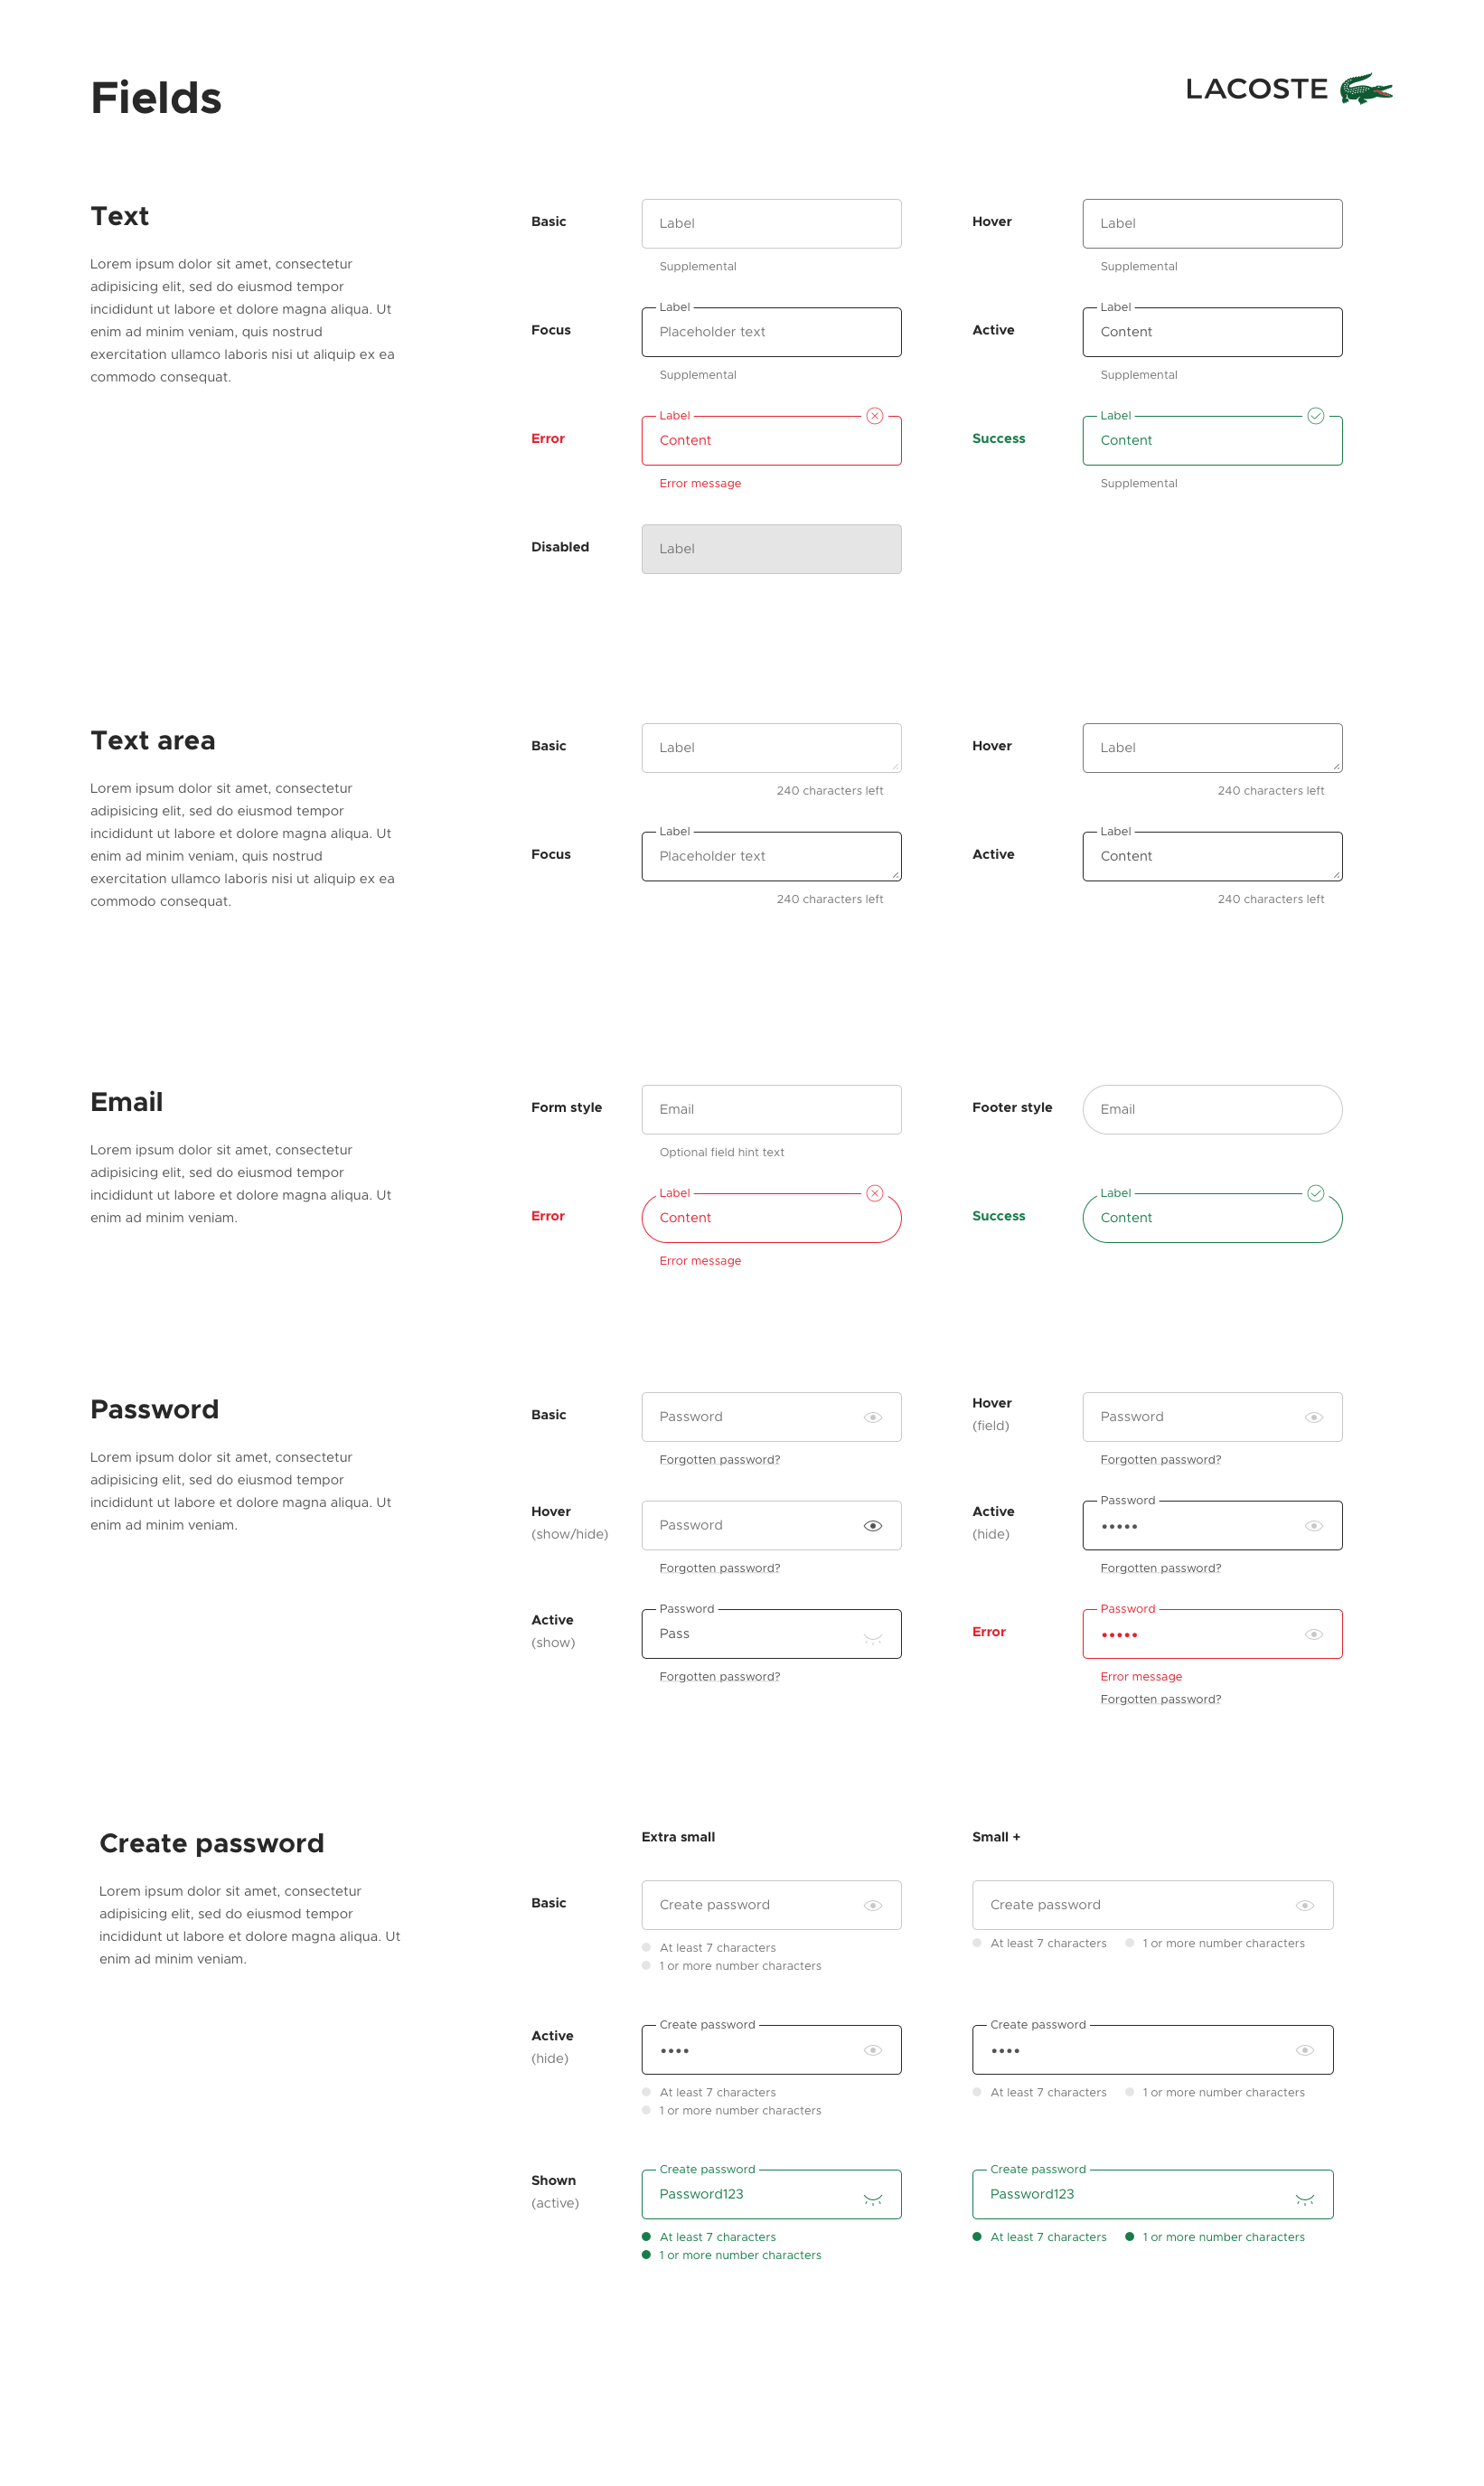 Fields
LACOSTE
Text
Lorem ipsum dolor sit amet, consectetur
adipisicing elit, sed do eiusmod tempor
incididunt ut labore et dolore magna aliqua. Ut
enim ad minim veniam, quis nostrud
exercitation ullamco laboris nisi ut aliquip ex ea
commodo consequat.
Basic
Label
Supplemental
Hover
Label
Supplemental
Focus
Label
Placeholder text
Supplemental
Active
Label
Content
Supplemental
Error
Label
Content
Error message
Success
Label
Content
Supplemental
Disabled
Label
Text area
Lorem ipsum dolor sit amet, consectetur
adipisicing elit, sed do eiusmod tempor
incididunt ut labore et dolore magna aliqua. Ut
enim ad minim veniam, quis nostrud
exercitation ullamco laboris nisi ut aliquip ex ea
commodo consequat.
Basic
Label
240 characters left
Hover
Label
240 characters left
Focus
Label
Placeholder text
240 characters left
Active
Label
Content
240 characters left
Email
Lorem ipsum dolor sit amet, consectetur
adipisicing elit, sed do eiusmod tempor
incididunt ut labore et dolore magna aliqua. Ut
enim ad minim veniam.
Form style
Email
Optional field hint text
Footer style
Email
Error
Label
Content
Error message
Success
Label
Content
Password
Lorem ipsum dolor sit amet, consectetur
adipisicing elit, sed do eiusmod tempor
incididunt ut labore et dolore magna aliqua. Ut
enim ad minim veniam.
Basic
Password
Forgotten password?
Hover
(field)
Password
Forgotten password?
Hover
(show/hide)
Password
Forgotten password?
Active
(hide)
Password
•••••
Forgotten password?
Active
(show)
Password
Pass
Forgotten password?
Error
Password
•••••
Error message
Forgotten password?
Create password
Lorem ipsum dolor sit amet, consectetur
adipisicing elit, sed do eiusmod tempor
incididunt ut labore et dolore magna aliqua. Ut
enim ad minim veniam.
Extra small
Small +
Basic
Create password
At least 7 characters
1 or more number characters
Create password
At least 7 characters 1 or more number characters
Active
(hide)
Create password
••••
At least 7 characters
1 or more number characters
Create password
••••
At least 7 characters 1 or more number characters
Shown
(active)
Create password
Password123
At least 7 characters
1 or more number characters
Create password
Password123
At least 7 characters 1 or more number characters